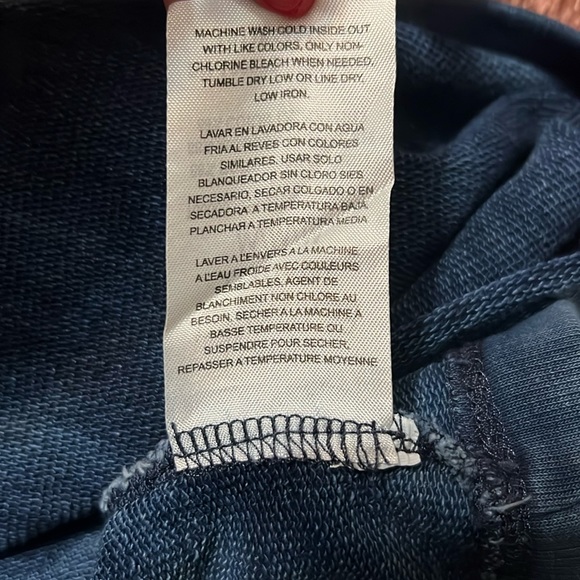 MACHINE WASH COLD INSIDE OUT
WITH LIKE COLORS, ONLY NON-
CHLORINE BLEACH WHEN NEEDED,
TUMBLE DRY LOW OR LINE DRY,
LOW IRON.
LAVAR EN LAVADORA CON AGUA
FRIA AL REVES CON COLORES
SIMILARES. USAR SOLO
BLANQUEADOR SIN CLORO SIES
NECESARIO, SECAR COLGADO O EN
SECADORA A TEMPERATURA BAJA
PLANCHAR A TEMPERATURA MEDIA
LAVER A L'ENVERS A LA MACHINE
A L'EAU FROIDE AVEC COULEURS
SEMBLABLES, AGENT DE
BLANCHIMENT NON CHLORE AU
BESOIN, SECHER A LA MACHINE A
BASSE TEMPERATURE OU
SUSPENDRE POUR SECHER,
REPASSER A TEMPERATURE MOYENNE.